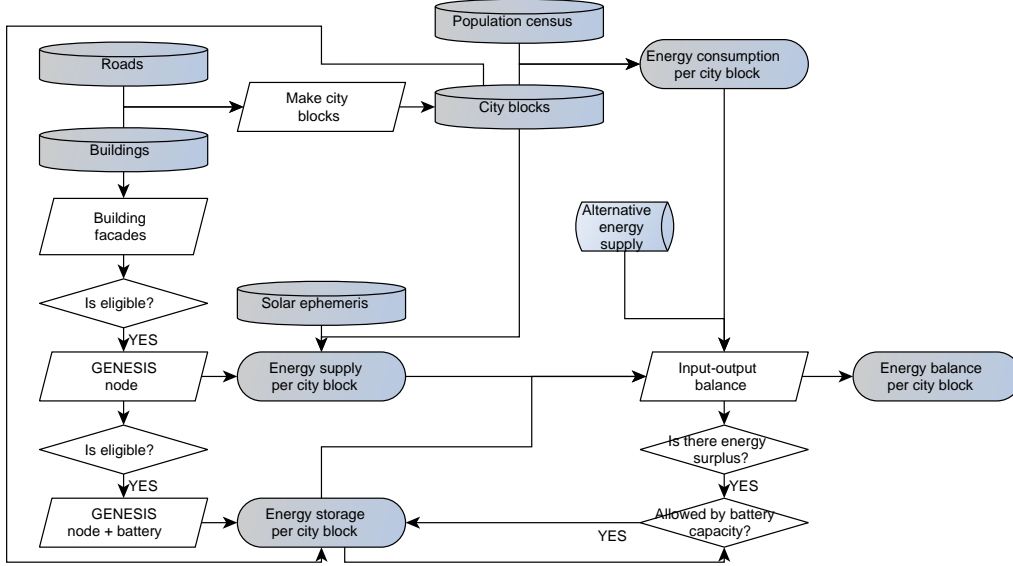 Population census
Roads
Energy consumption
per city block
Make city
blocks
City blocks
Buildings
Building
facades
Alternative
energy
supply
Is eligible?
Solar ephemeris
YES
GENESIS
node
Energy supply
per city block
Input-output
balance
Energy balance
per city block
Is eligible?
Is there energy
surplus?
YES
YES
GENESIS
node + battery
Energy storage
per city block
Allowed by battery
capacity?
YES